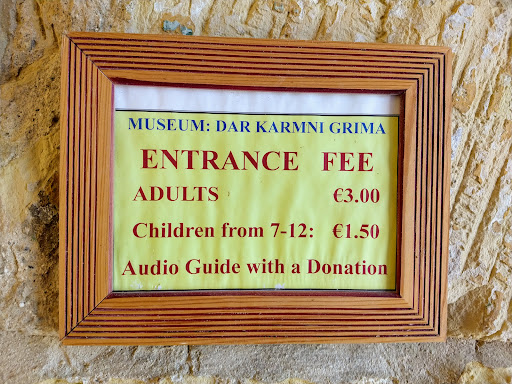 MUSEUM: DAR KARMNI GRIMA
ENTRANCE FEE
ADULTS €3.00
Children from 7-12: €1.50
Audio Guide with a Donation